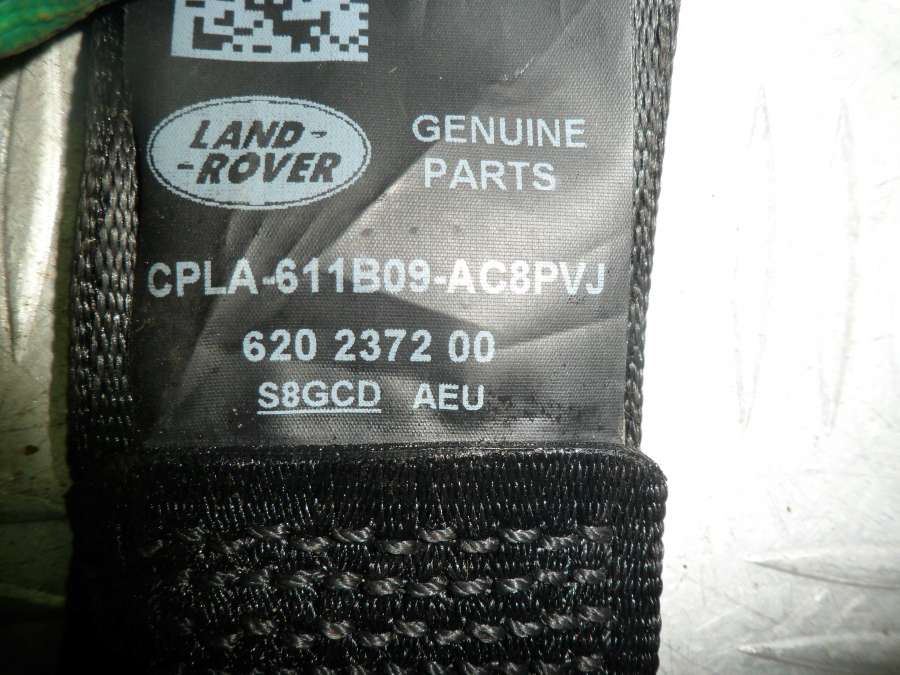 LAND-
-ROVER
GENUINE
PARTS
CPLA-611B09-AC8PVJ
620 2372 00
S8GCD AEU